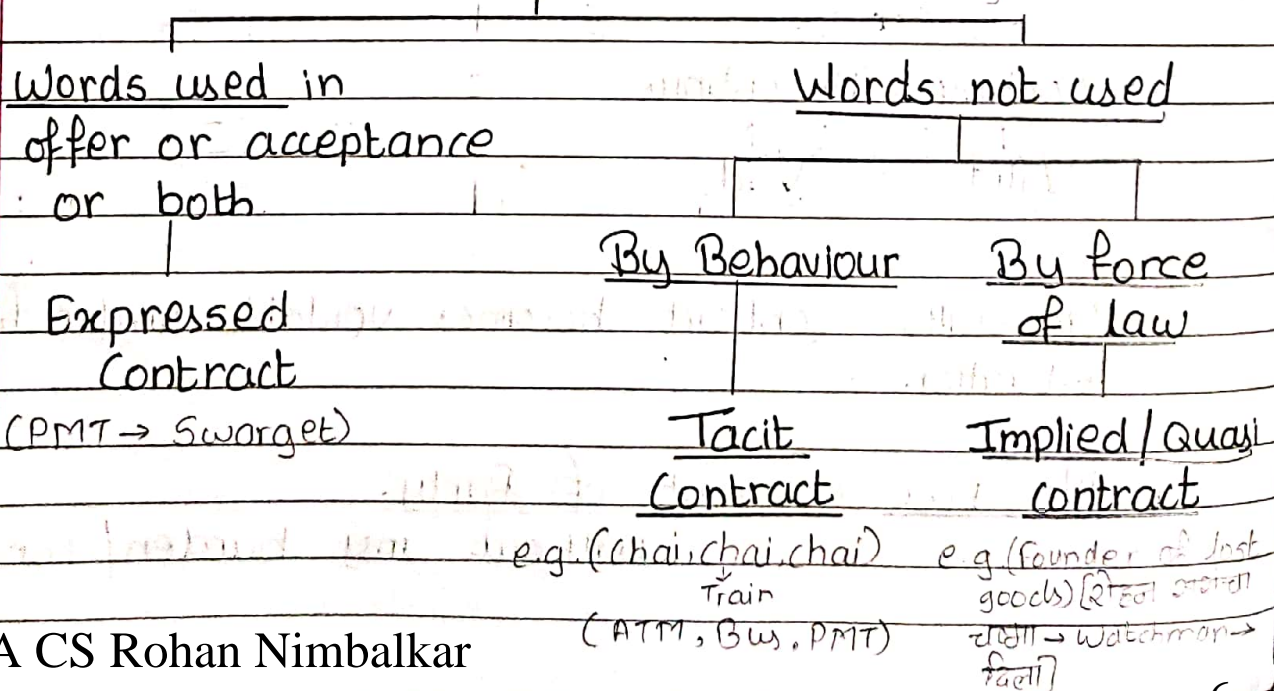 Words used in
offer or acceptance
or both
Expressed
Contract
(PMT → Swarget)
Words not used
By Behaviour
By force
of law
Tacit
Contract
e.g. (Chai, chai, chai)
Train
(ATM, Bus, PMT)
Implied / Quasi
contract
e.g (founder of lost
goods) [रोहन
चष्मा → Watchman →
दिला]
A CS Rohan Nimbalkar